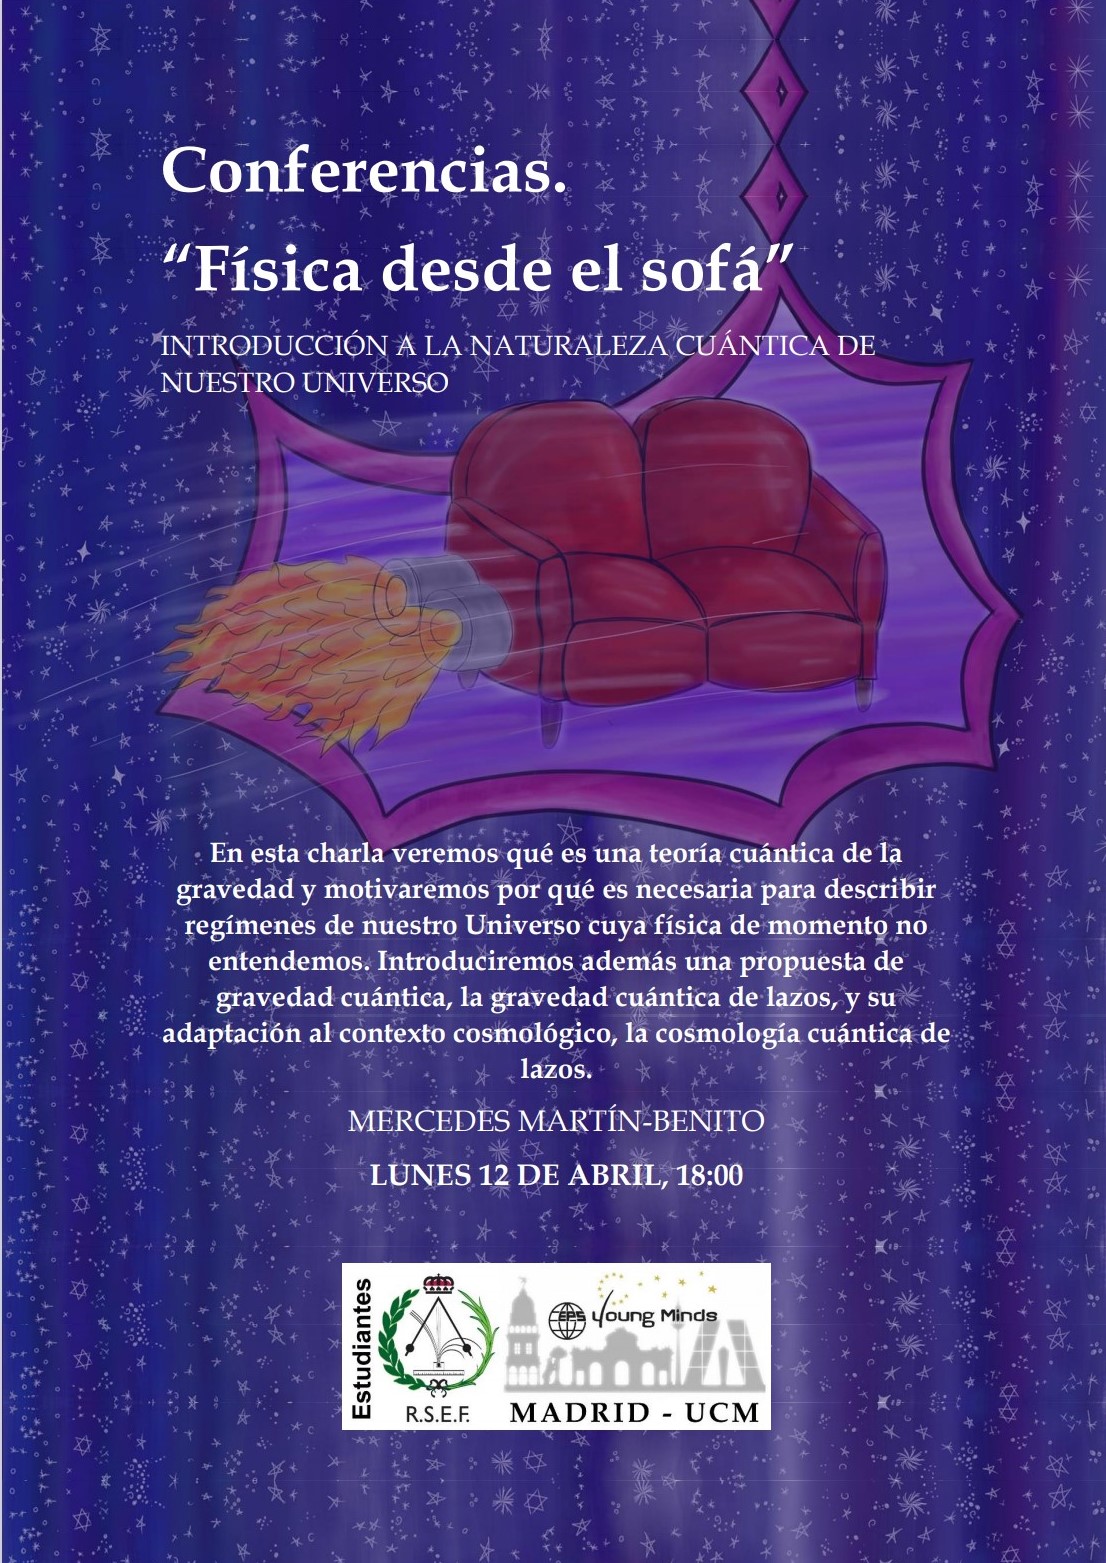 Conferencias.
“Física desde el sofá”
INTRODUCCIÓN A LA NATURALEZA CUÁNTICA DE
NUESTRO UNIVERSO
En esta charla veremos qué es una teoría cuántica de la
gravedad y motivaremos por qué es necesaria para describir
regímenes de nuestro Universo cuya física de momento no
entendemos. Introduciremos además una propuesta de
gravedad cuántica, la gravedad cuántica de lazos, y su
adaptación al contexto cosmológico, la cosmología cuántica de
lazos.
MERCEDES MARTÍN-BENITO
LUNES 12 DE ABRIL, 18:00
Estudiantes
R.S.E.F.
EPS Young Minds
MADRID - UCM